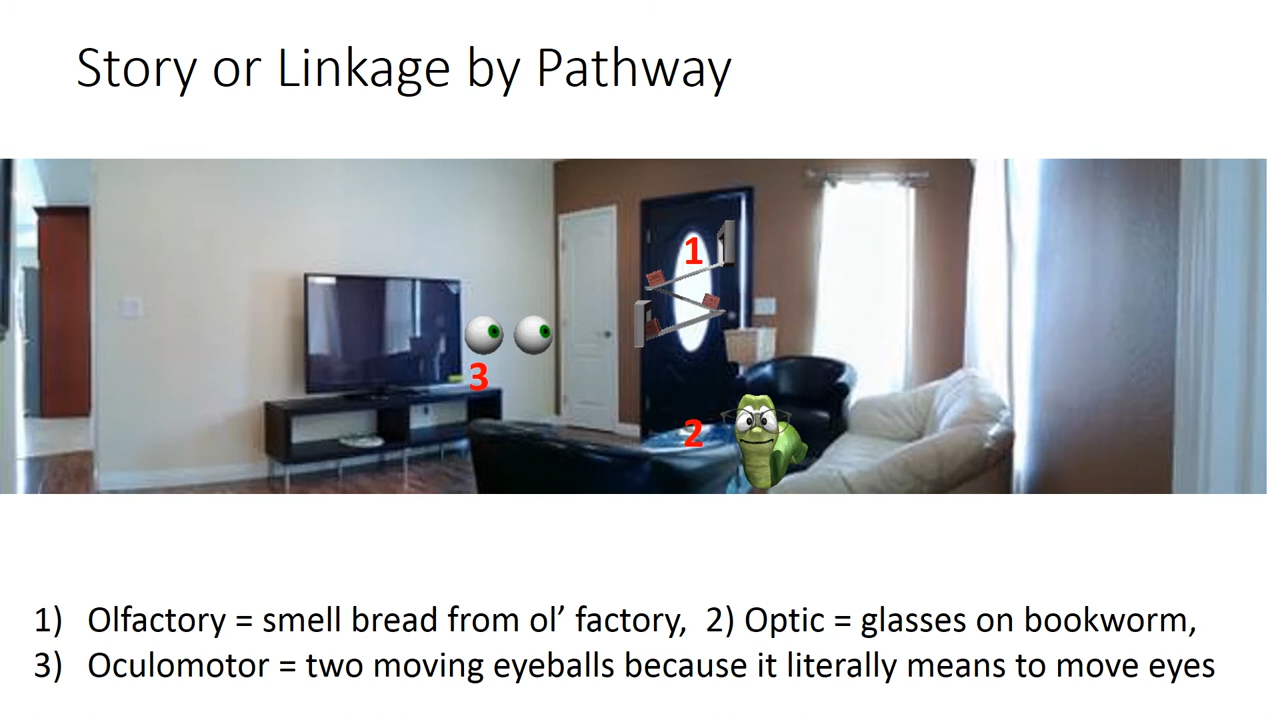 Story or Linkage by Pathway
1
3
2
1) Olfactory = smell bread from ol’ factory, 2) Optic = glasses on bookworm,
3) Oculomotor = two moving eyeballs because it literally means to move eyes